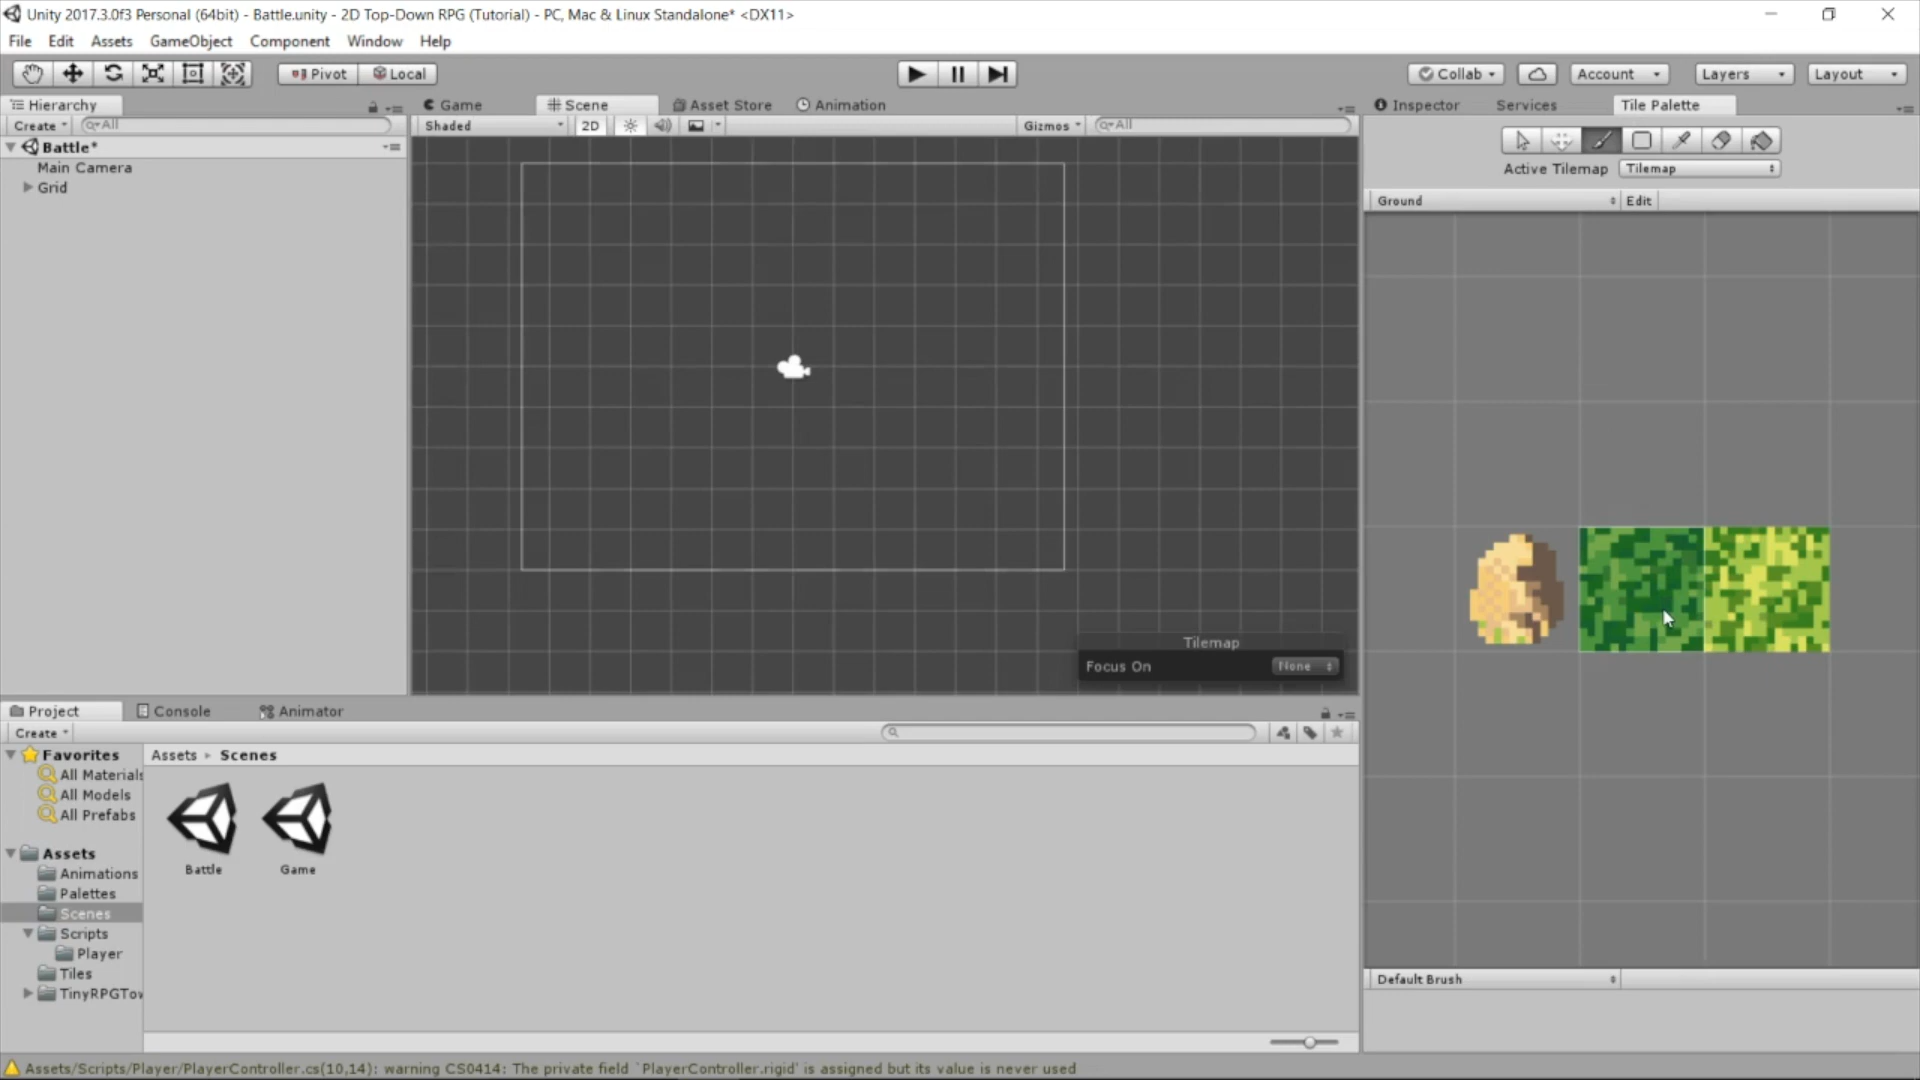 Unity 2017.3.0f3 Personal (64bit) - Battle.unity - 2D Top-Down RPG (Tutorial) - PC, Mac & Linux Standalone* <DX11>
File Edit Assets GameObject Component Window Help
Pivot Local Collab Account Layers Layout
Hierarchy Game Scene Asset Store Animation Inspector Services Tile Palette
Create All Shaded 2D Gizmos All
Battle*
Main Camera
Grid
Active Tilemap Tilemap
Ground Edit
Tilemap
Focus On None
Project Console Animator
Create
Favorites
All Materials
All Models
All Prefabs
Assets
Animations
Palettes
Scenes
Scripts
Player
Tiles
TinyRPGTov
Assets Scenes
Battle Game
Default Brush
Assets/Scripts/Player/PlayerController.cs(10,14): warning CS0414: The private field `PlayerController.rigid' is assigned but its value is never used